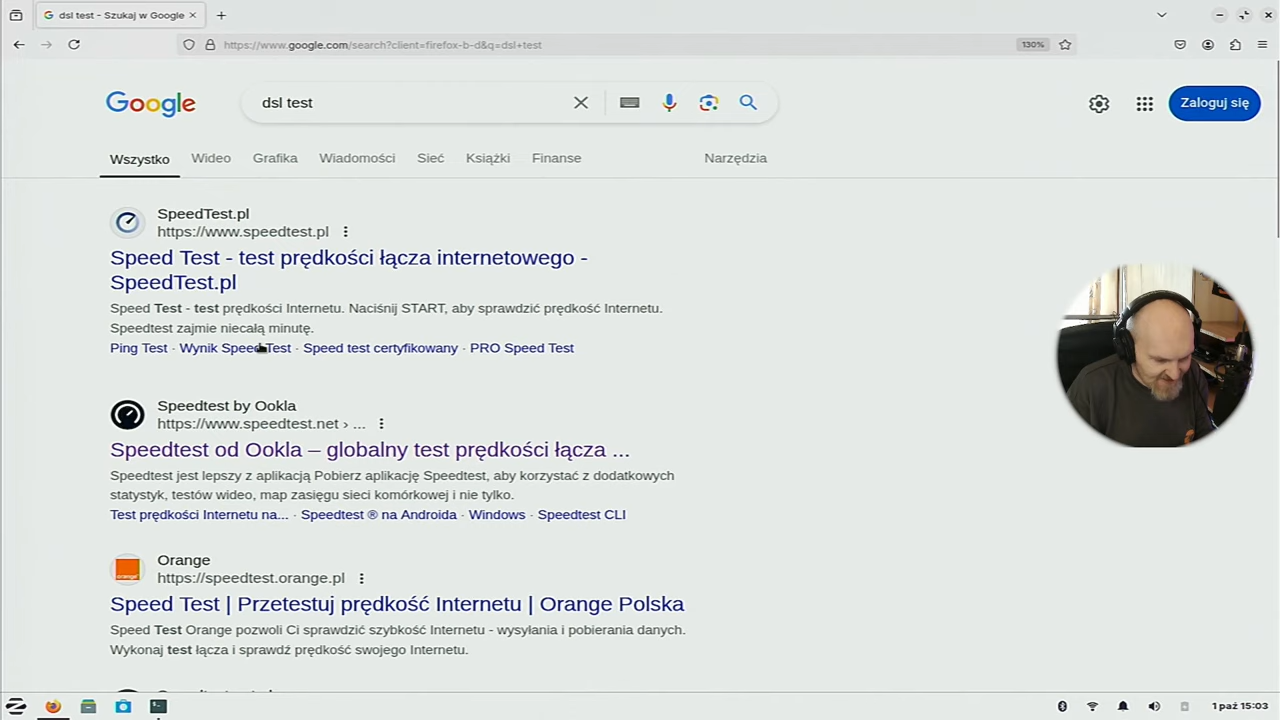 dsl test - Szukaj w Google
https://www.google.com/search?client=firefox-b-d&q=dsl+test
130%
Google
dsl test
Zaloguj się
Wszystko Wideo Grafika Wiadomości Sieć Książki Finanse Narzędzia
SpeedTest.pl
https://www.speedtest.pl
Speed Test - test prędkości łącza internetowego -
SpeedTest.pl
Speed Test - test prędkości Internetu. Naciśnij START, aby sprawdzić prędkość Internetu.
Speedtest zajmie niecałą minutę.
Ping Test · Wynik Speed Test · Speed test certyfikowany · PRO Speed Test
Speedtest by Ookla
https://www.speedtest.net › ...
Speedtest od Ookla – globalny test prędkości łącza ...
Speedtest jest lepszy z aplikacją Pobierz aplikację Speedtest, aby korzystać z dodatkowych
statystyk, testów wideo, map zasięgu sieci komórkowej i nie tylko.
Test prędkości Internetu na... · Speedtest ® na Androida · Windows · Speedtest CLI
Orange
https://speedtest.orange.pl
Speed Test | Przetestuj prędkość Internetu | Orange Polska
Speed Test Orange pozwoli Ci sprawdzić szybkość Internetu - wysyłania i pobierania danych.
Wykonaj test łącza i sprawdź prędkość swojego Internetu.
1 paź 15:03